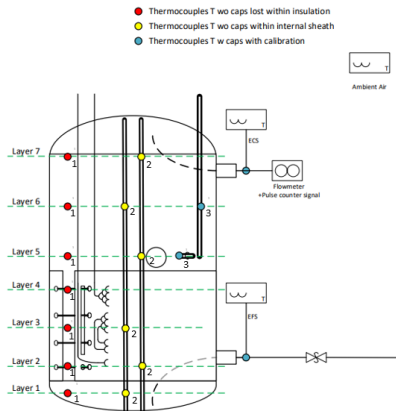 Thermocouples T wo caps lost within insulation
Thermocouples T wo caps within internal sheath
Thermocouples T w caps with calibration
T
Ambient Air
T
ECS
Layer 7
1
2
Flowmeter
+Pulse counter signal
Layer 6
1
2
3
Layer 5
1
2
3
Layer 4
1
T
EFS
Layer 3
1
2
Layer 2
1
2
Layer 1
1
2